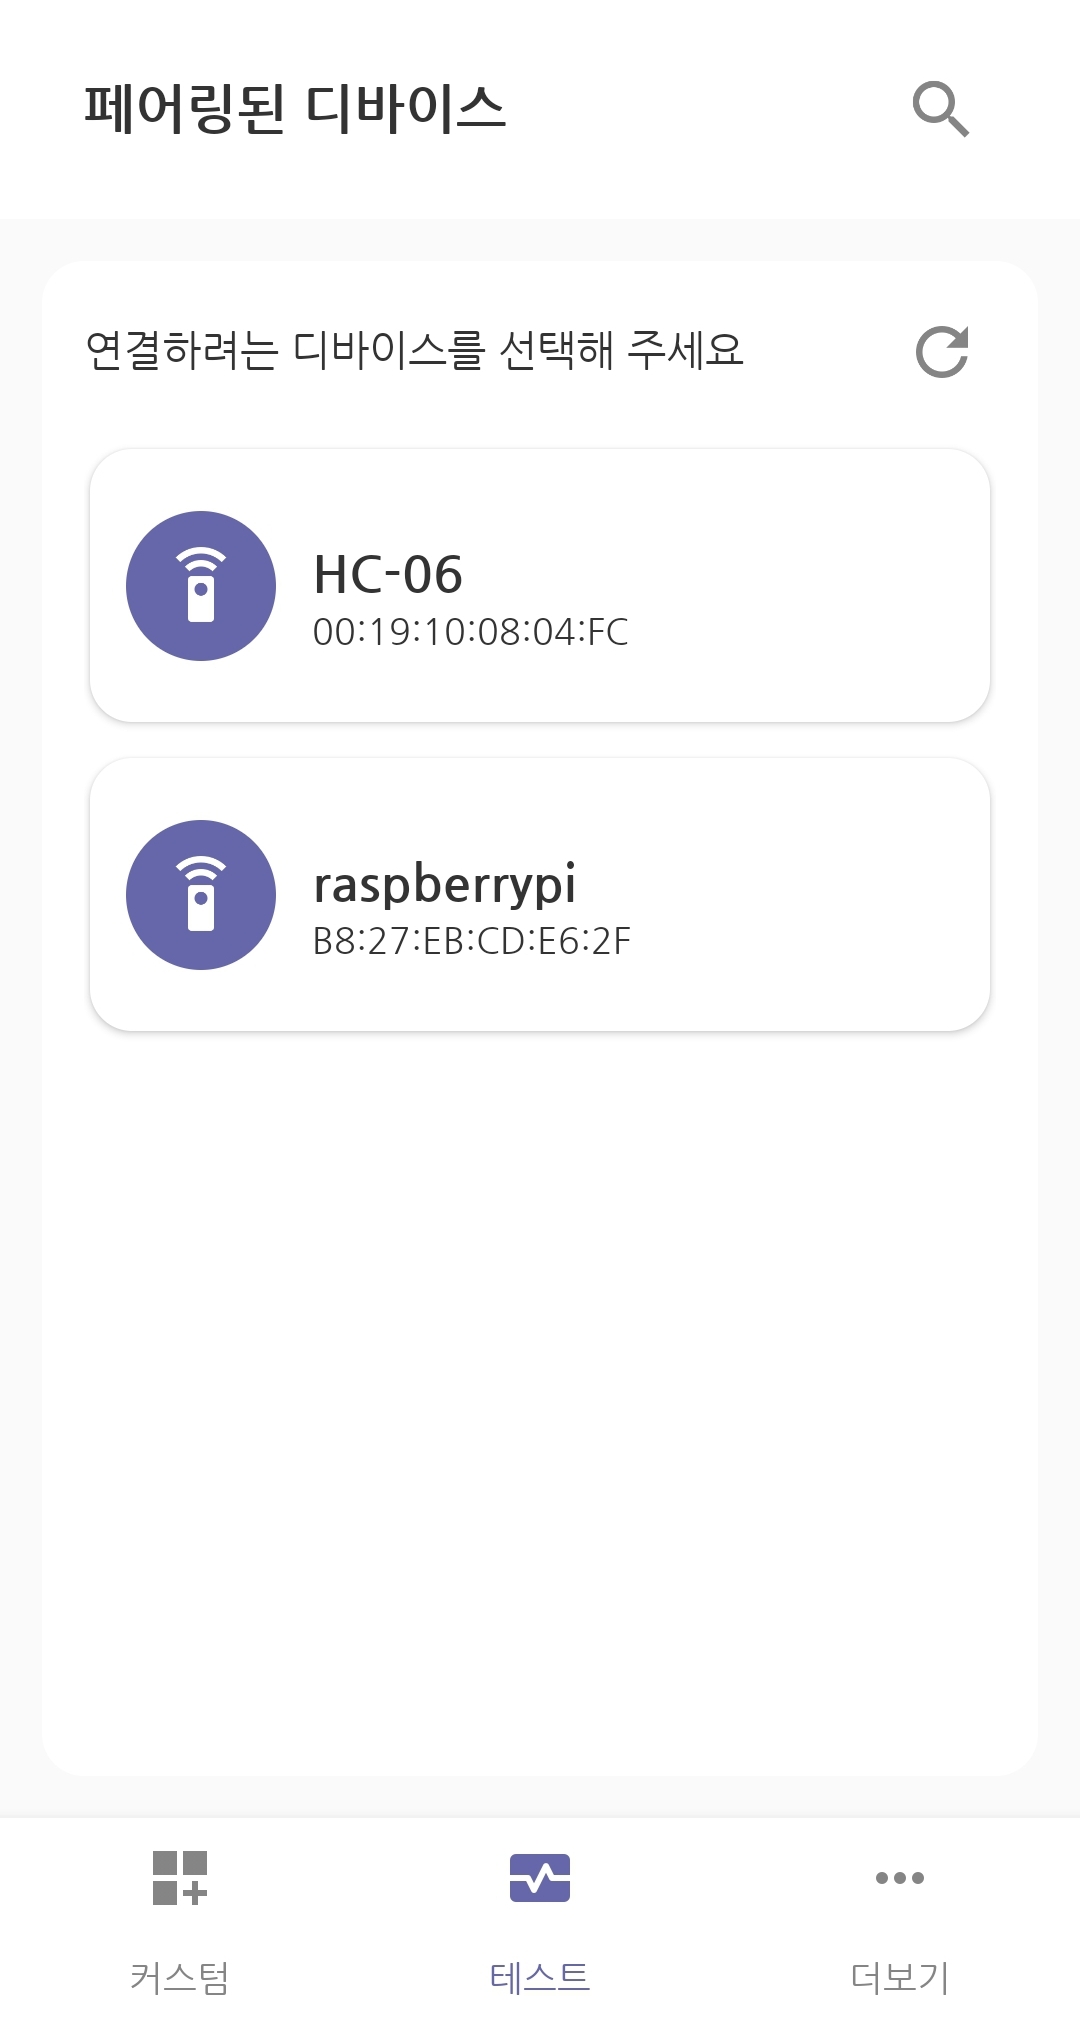 페어링된 디바이스
연결하려는 디바이스를 선택해 주세요
HC-06
00:19:10:08:04:FC
raspberrypi
B8:27:EB:CD:E6:2F
커스텀
테스트
더보기